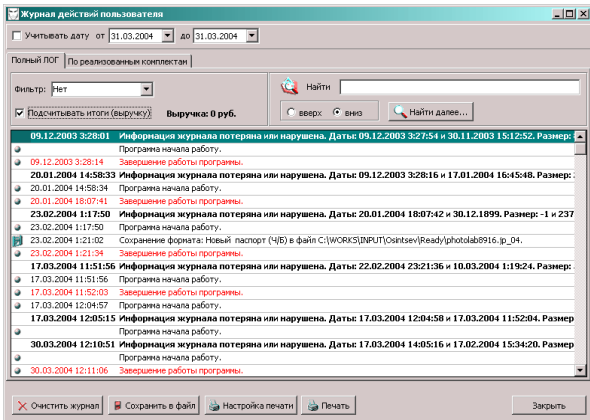 Журнал действий пользователя
Учитывать дату от 31.03.2004 до 31.03.2004
Полный ЛОГ По реализованным комплектам
Фильтр: Нет
Найти
Подсчитывать итоги (выручку) Выручка: 0 руб.
вверх вниз Найти далее...
09.12.2003 3:28:01 Информация журнала потеряна или нарушена. Даты: 09.12.2003 3:27:54 и 30.11.2003 15:12:52. Размер:
Программа начала работу.
09.12.2003 3:28:14 Завершение работы программы.
20.01.2004 14:58:33 Информация журнала потеряна или нарушена. Даты: 09.12.2003 3:28:16 и 17.01.2004 16:45:48. Размер:
20.01.2004 14:58:34 Программа начала работу.
20.01.2004 18:07:41 Завершение работы программы.
23.02.2004 1:17:50 Информация журнала потеряна или нарушена. Даты: 20.01.2004 18:07:42 и 30.12.1899. Размер: -1 и 237
23.02.2004 1:17:50 Программа начала работу.
23.02.2004 1:21:02 Сохранение формата: Новый паспорт (Ч/Б) в файл C:\WORKS\INPUT\Osintsev\Ready\photolab8916.jp_04.
23.02.2004 1:21:34 Завершение работы программы.
17.03.2004 11:51:56 Информация журнала потеряна или нарушена. Даты: 22.02.2004 23:21:36 и 10.03.2004 1:19:24. Размер:
17.03.2004 11:51:56 Программа начала работу.
17.03.2004 11:52:03 Завершение работы программы.
17.03.2004 12:04:57 Программа начала работу.
17.03.2004 12:05:15 Информация журнала потеряна или нарушена. Даты: 17.03.2004 12:04:58 и 17.03.2004 11:52:04. Размер
Программа начала работу.
30.03.2004 12:10:51 Информация журнала потеряна или нарушена. Даты: 17.03.2004 14:05:16 и 17.02.2004 15:34:20. Размер
Программа начала работу.
30.03.2004 12:11:06 Завершение работы программы.
Очистить журнал Сохранить в файл Настройка печати Печать Закрыть